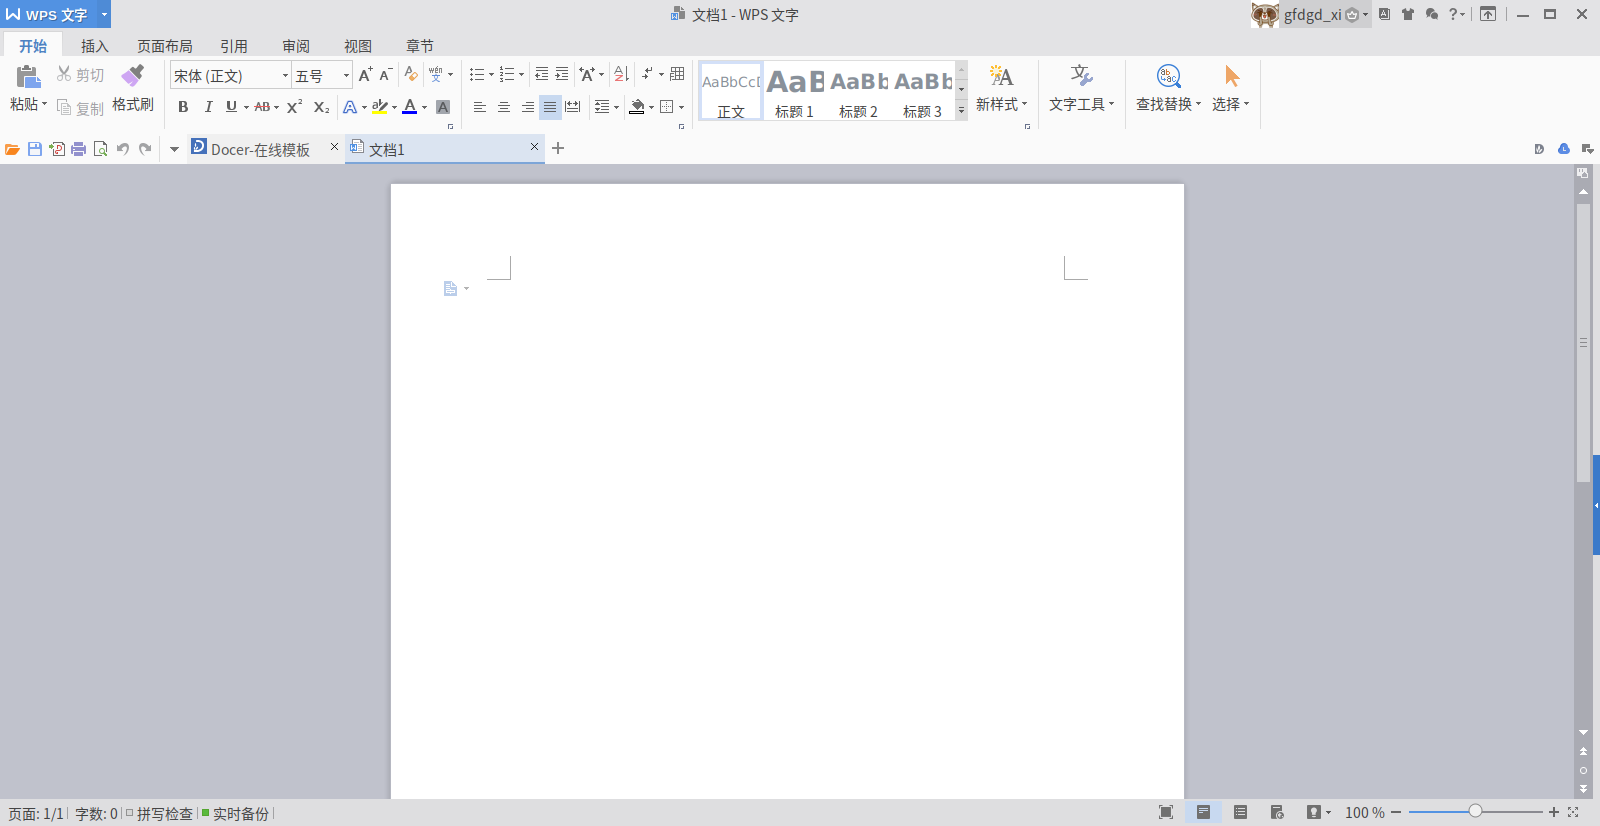 WPS 文字
文档1 - WPS 文字
gfdgd_xi
开始 插入 页面布局 引用 审阅 视图 章节
粘贴 剪切 复制 格式刷
宋体 (正文) 五号
B I U AB X² X₂ A ab A A
AaBbCcD AaB AaBb AaBb
正文 标题 1 标题 2 标题 3
新样式 文字工具 查找替换 选择
Docer-在线模板 文档1
页面: 1/1 字数: 0 拼写检查 实时备份 100 %